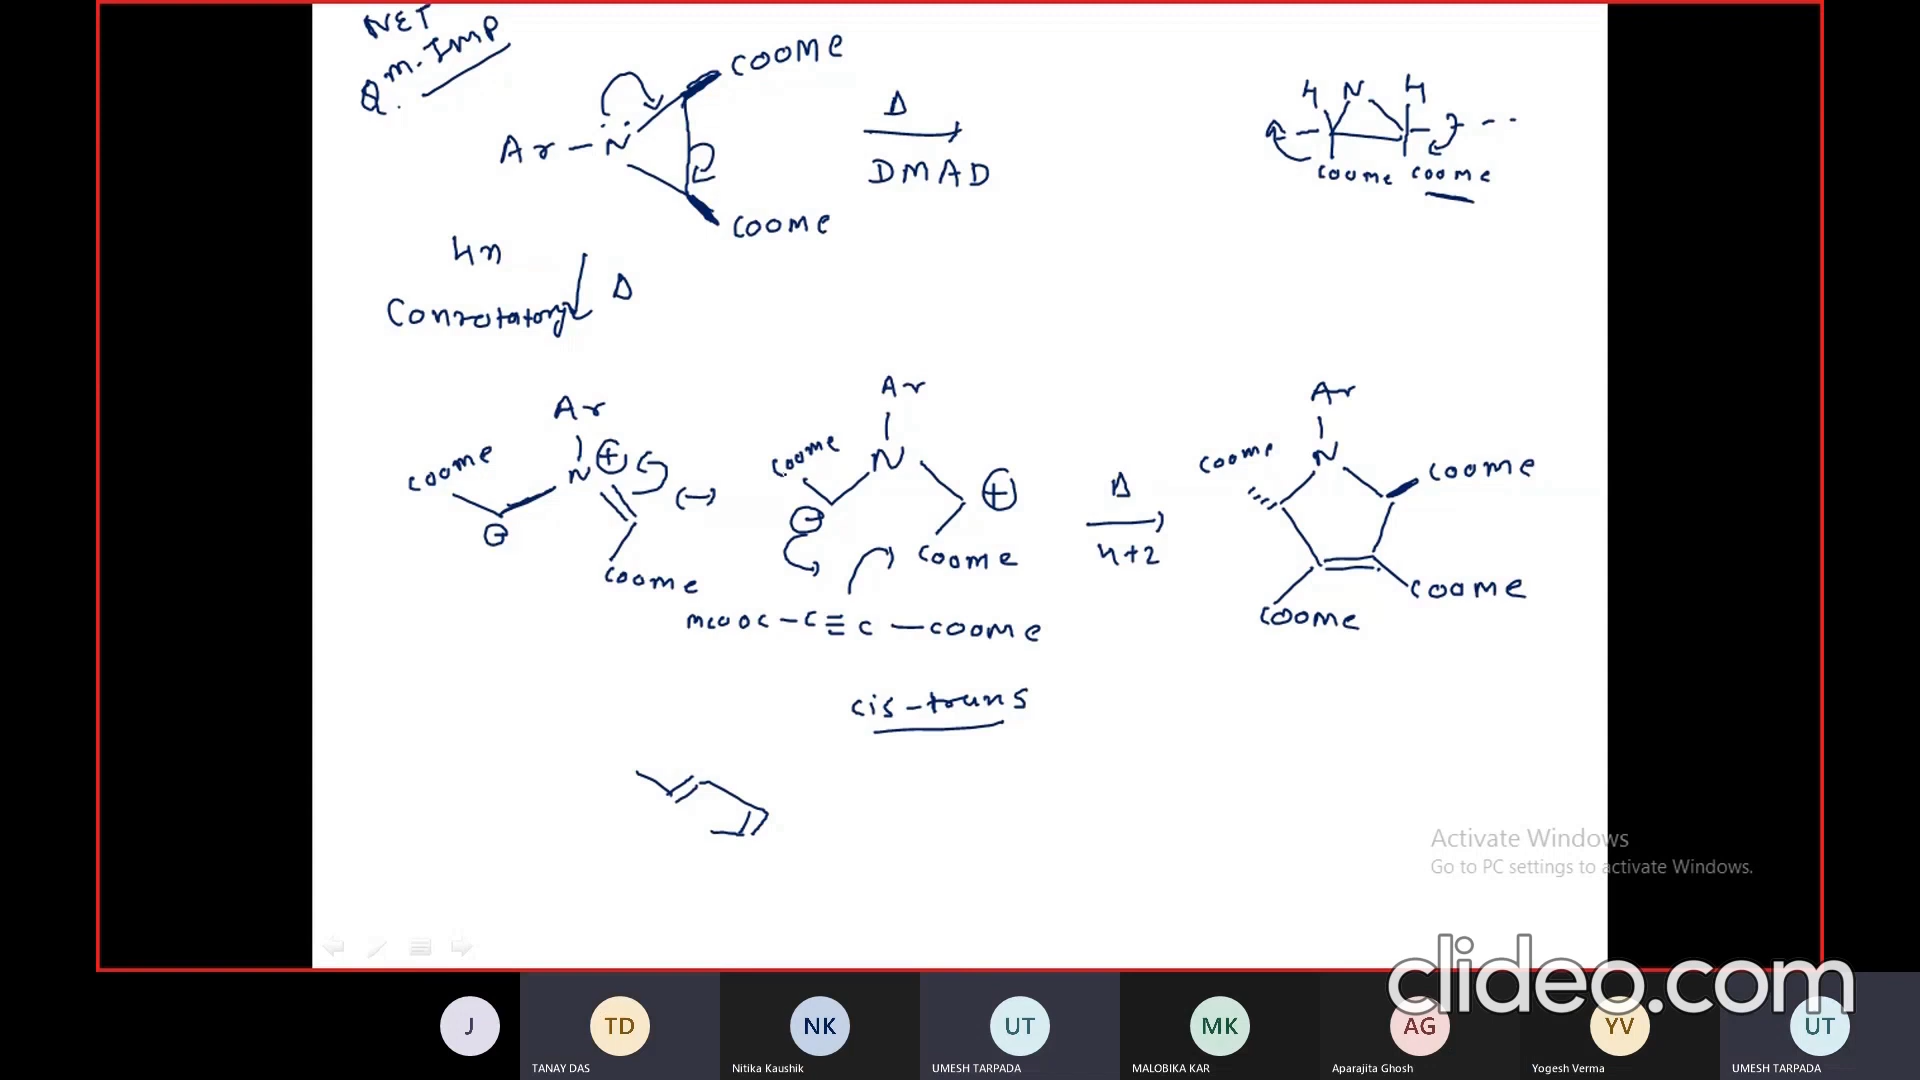 NET
Q. m. Imp
COOMe
Ar - N̈
Δ
DMAD
COOMe
H N H
COOMe COOMe
4n
Conrotatory Δ
Ar
COOMe
N ⊕
⊖
COOMe
Ar
COOMe
N
⊕
⊖
COOMe
MeOOC - C ≡ C - COOMe
Δ
4+2
Ar
COOMe
N
COOMe
COOMe
COOMe
cis-trans
Activate Windows
Go to PC settings to activate Windows.
clideo.com
J TD NK UT MK AG YV UT
TANAY DAS Nitika Kaushik UMESH TARPADA MALOBIKA KAR Aparajita Ghosh Yogesh Verma UMESH TARPADA